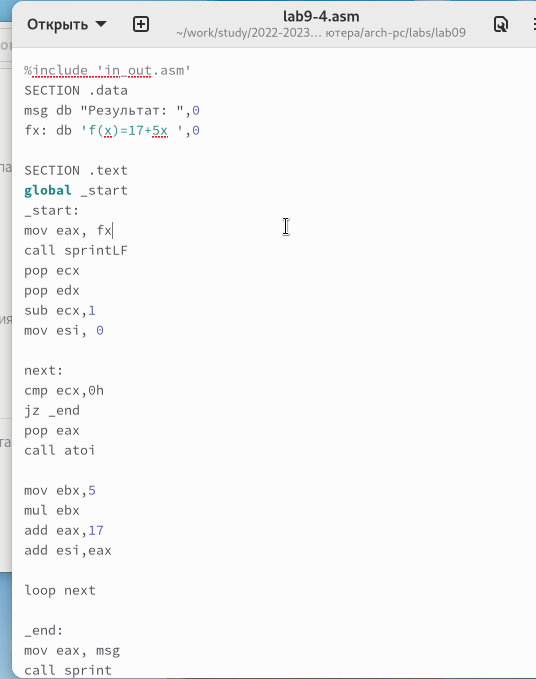 Открыть
lab9-4.asm
~/work/study/2022-2023... ютера/arch-pc/labs/lab09
%include 'in_out.asm'
SECTION .data
msg db "Результат: ",0
fx: db 'f(x)=17+5x ',0
SECTION .text
global _start
_start:
mov eax, fx
call sprintLF
pop ecx
pop edx
sub ecx,1
mov esi, 0
next:
cmp ecx,0h
jz _end
pop eax
call atoi
mov ebx,5
mul ebx
add eax,17
add esi,eax
loop next
_end:
mov eax, msg
call sprint